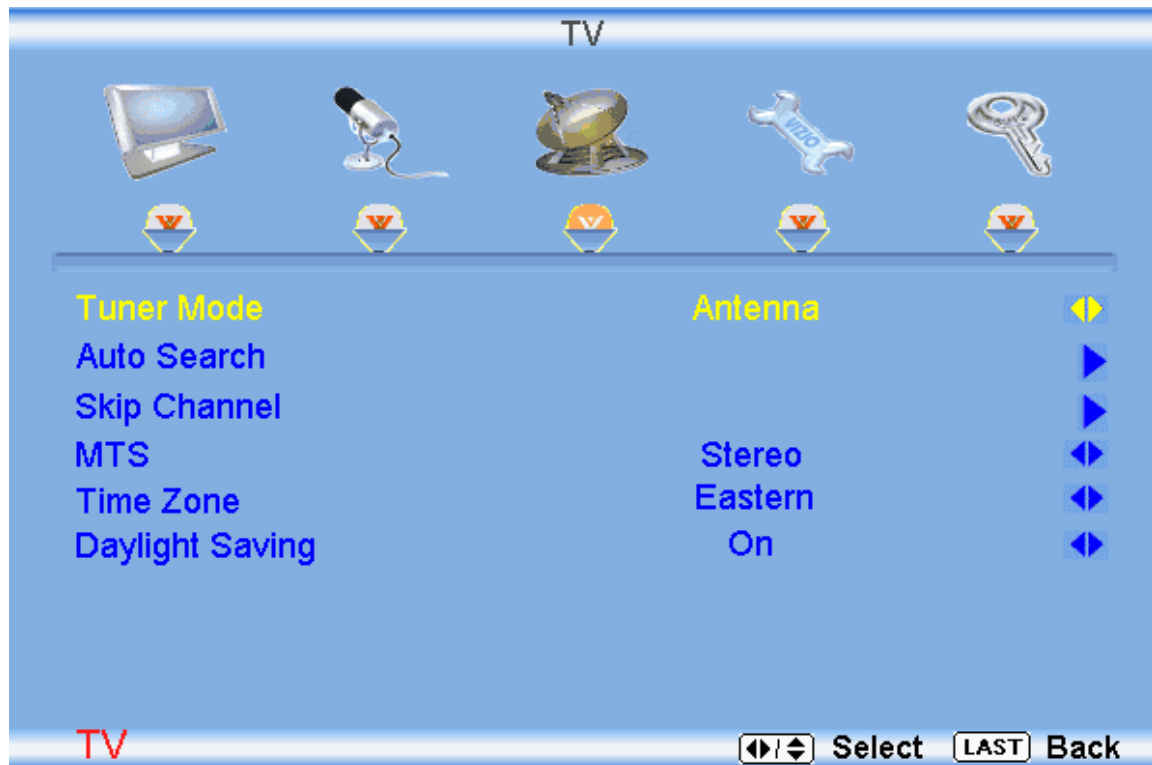 TV
VIZIO
Tuner Mode Antenna
Auto Search
Skip Channel
MTS Stereo
Time Zone Eastern
Daylight Saving On
TV Select LAST Back